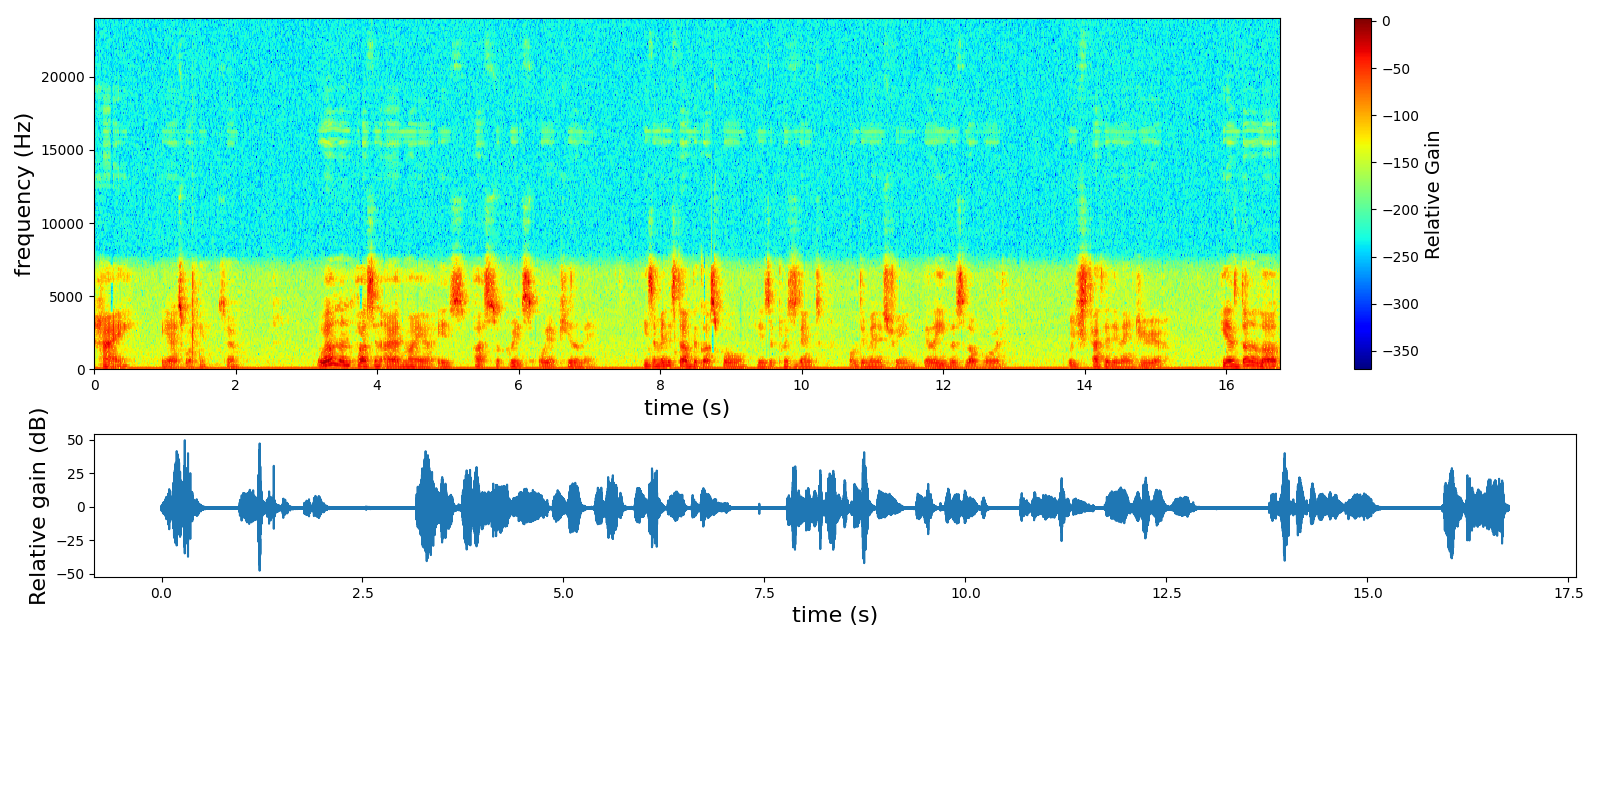 20000
15000
10000
5000
0
frequency (Hz)
0 2 4 6 8 10 12 14 16
time (s)
0
−50
−100
−150
−200
−250
−300
−350
Relative Gain
50
25
0
−25
−50
Relative gain (dB)
0.0 2.5 5.0 7.5 10.0 12.5 15.0 17.5
time (s)